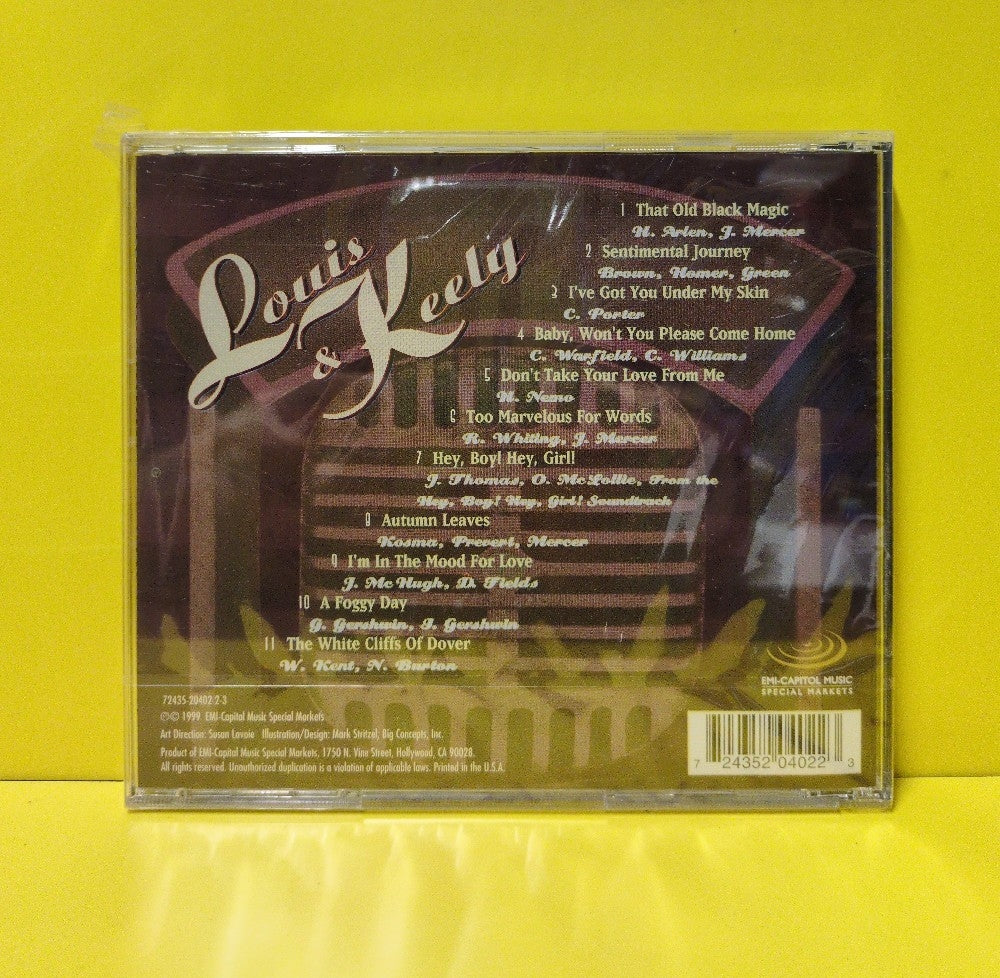 Louis
& Keely
1 That Old Black Magic
H. Arlen, J. Mercer
2 Sentimental Journey
Brown, Homer, Green
3 I've Got You Under My Skin
C. Porter
4 Baby, Won't You Please Come Home
C. Warfield, C. Williams
5 Don't Take Your Love From Me
H. Nemo
6 Too Marvelous For Words
R. Whiting, J. Mercer
7 Hey, Boy! Hey, Girl!
J. Thomas, O. McLollie, From the
Hey, Boy! Hey, Girl! Soundtrack
8 Autumn Leaves
Kosma, Prevert, Mercer
9 I'm In The Mood For Love
J. McHugh, D. Fields
10 A Foggy Day
G. Gershwin, I. Gershwin
11 The White Cliffs Of Dover
W. Kent, N. Burton
EMI-CAPITOL MUSIC
SPECIAL MARKETS
72435-20402-2-3
℗© 1999 EMI-Capitol Music Special Markets
Art Direction: Susan Lavoie Illustration/Design: Mark Stritzel, Big Concepts, Inc.
Product of EMI-Capitol Music Special Markets, 1750 N. Vine Street, Hollywood, CA 90028.
All rights reserved. Unauthorized duplication is a violation of applicable laws. Printed in the U.S.A.
7 24352 04022 3